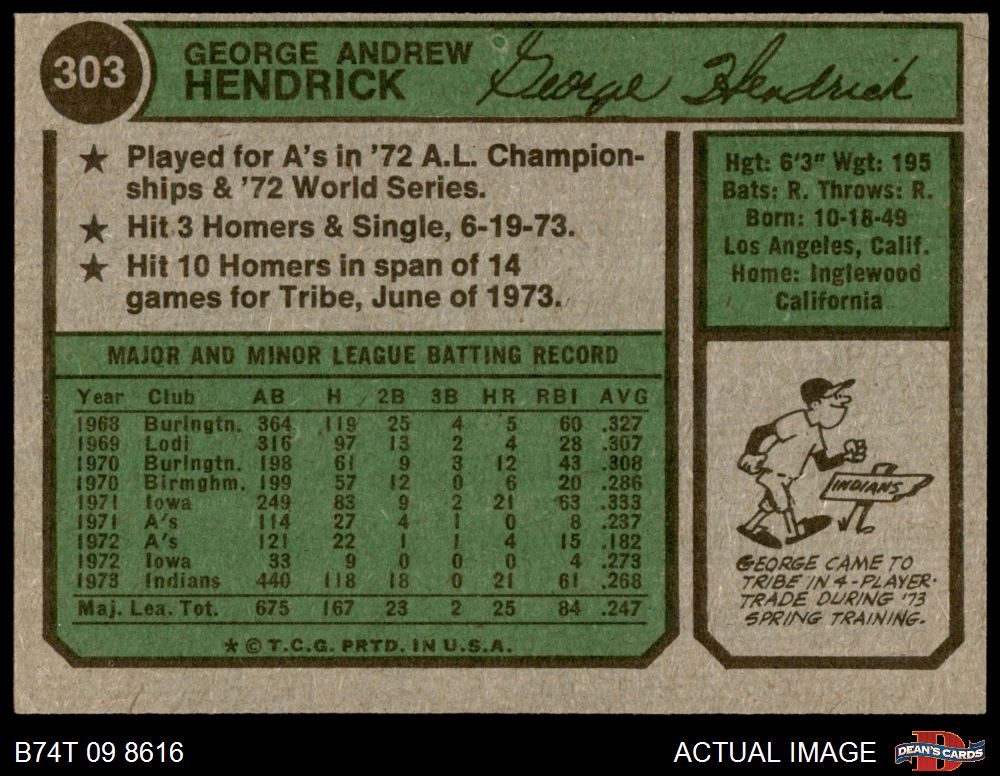 303
GEORGE ANDREW
HENDRICK
George Hendrick
★ Played for A's in '72 A.L. Champion-
ships & '72 World Series.
★ Hit 3 Homers & Single, 6-19-73.
★ Hit 10 Homers in span of 14
games for Tribe, June of 1973.
Hgt: 6'3" Wgt: 195
Bats: R. Throws: R.
Born: 10-18-49
Los Angeles, Calif.
Home: Inglewood
California
MAJOR AND MINOR LEAGUE BATTING RECORD
Year Club AB H 2B 3B HR RBI AVG
1968 Burlngtn. 364 119 25 4 5 60 .327
1969 Lodi 316 97 13 2 4 28 .307
1970 Burlngtn. 198 61 9 3 12 43 .308
1970 Birmghm. 199 57 12 0 6 20 .286
1971 Iowa 249 83 9 2 21 63 .333
1971 A's 114 27 4 1 0 8 .237
1972 A's 121 22 1 1 4 15 .182
1972 Iowa 33 9 0 0 0 4 .273
1973 Indians 440 118 18 0 21 61 .268
Maj. Lea. Tot. 675 167 23 2 25 84 .247
★ © T.C.G. PRTD. IN U.S.A.
INDIANS
GEORGE CAME TO
TRIBE IN 4-PLAYER
TRADE DURING '73
SPRING TRAINING.
B74T 09 8616
ACTUAL IMAGE
DEAN'S CARDS